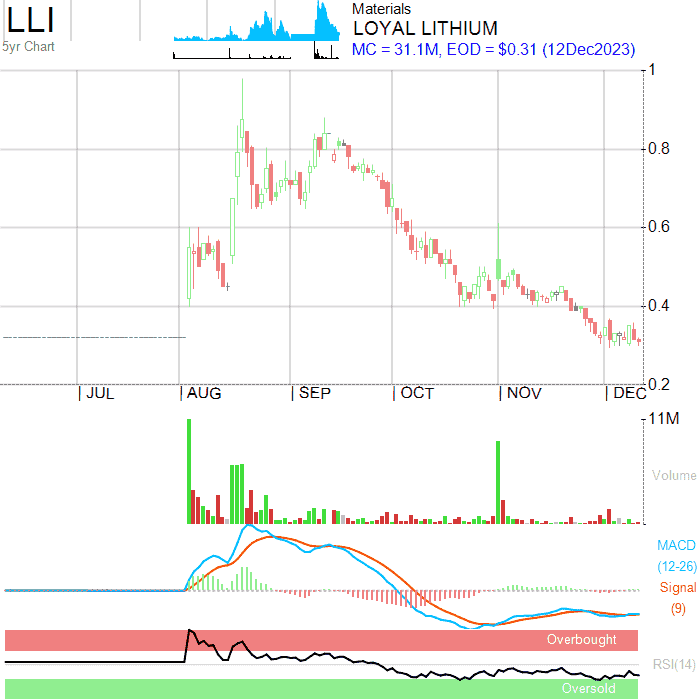 LLI
5yr Chart
Materials
LOYAL LITHIUM
MC = 31.1M, EOD = $0.31 (12Dec2023)
1
0.8
0.6
0.4
0.2
| JUL | AUG | SEP | OCT | NOV | DEC
11M
Volume
MACD
(12-26)
Signal
(9)
Overbought
RSI(14)
Oversold